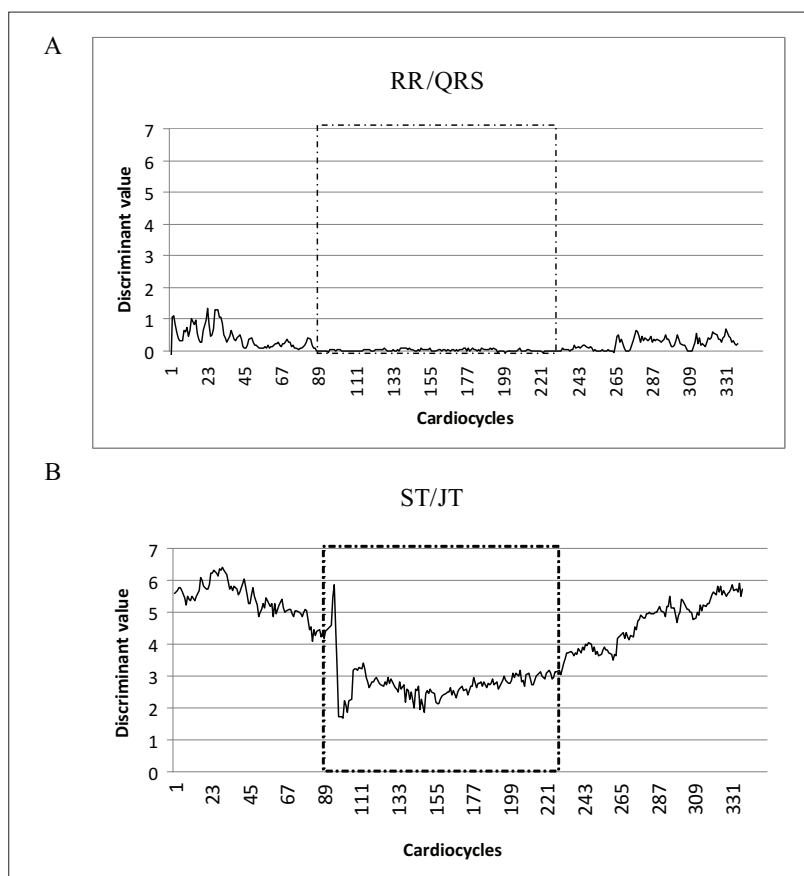 A
RR/QRS
Discriminant value
7
6
5
4
3
2
1
0
1 23 45 67 89 111 133 155 177 199 221 243 265 287 309 331
Cardiocycles
B
ST/JT
Discriminant value
7
6
5
4
3
2
1
0
1 23 45 67 89 111 133 155 177 199 221 243 265 287 309 331
Cardiocycles